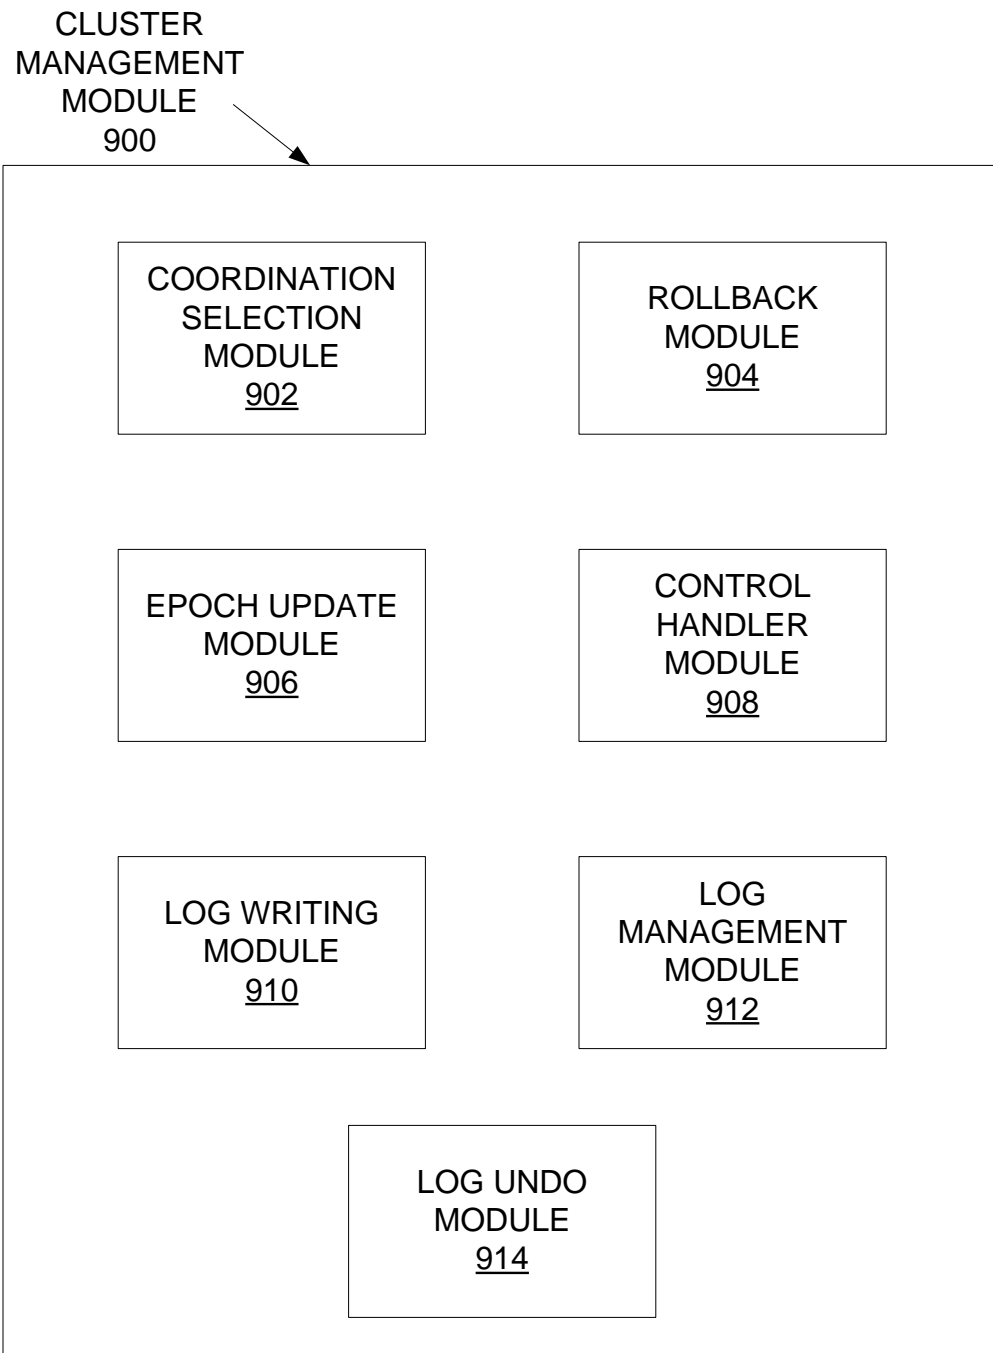 CLUSTER
MANAGEMENT
MODULE
900
COORDINATION
SELECTION
MODULE
902
ROLLBACK
MODULE
904
EPOCH UPDATE
MODULE
906
CONTROL
HANDLER
MODULE
908
LOG WRITING
MODULE
910
LOG
MANAGEMENT
MODULE
912
LOG UNDO
MODULE
914